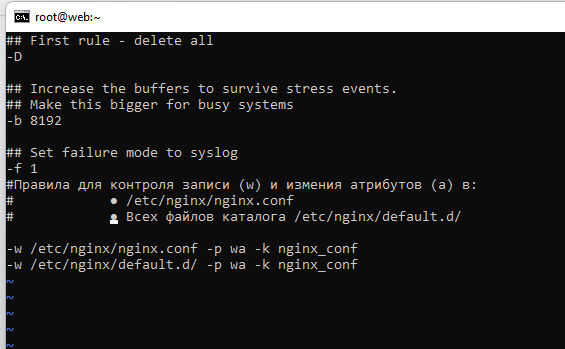 root@web:~
## First rule - delete all
-D
## Increase the buffers to survive stress events.
## Make this bigger for busy systems
-b 8192
## Set failure mode to syslog
-f 1
#Правила для контроля записи (w) и измения атрибутов (a) в:
# ● /etc/nginx/nginx.conf
# ● Всех файлов каталога /etc/nginx/default.d/
-w /etc/nginx/nginx.conf -p wa -k nginx_conf
-w /etc/nginx/default.d/ -p wa -k nginx_conf
~
~
~
~
~